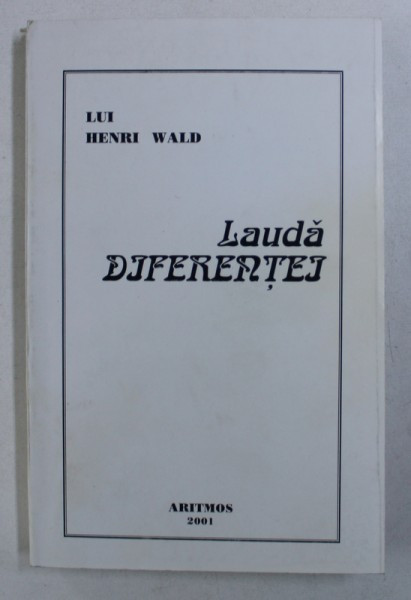 LUI
HENRI WALD
Laudă
DIFERENȚEI
ARITMOS
2001